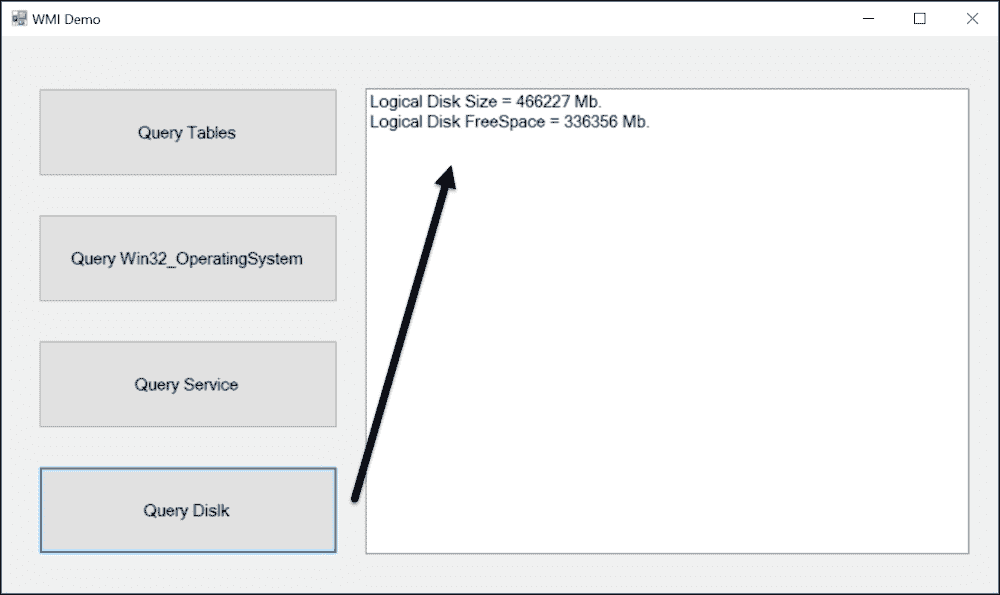 WMI Demo
Query Tables
Query Win32_OperatingSystem
Query Service
Query Dislk
Logical Disk Size = 466227 Mb.
Logical Disk FreeSpace = 336356 Mb.